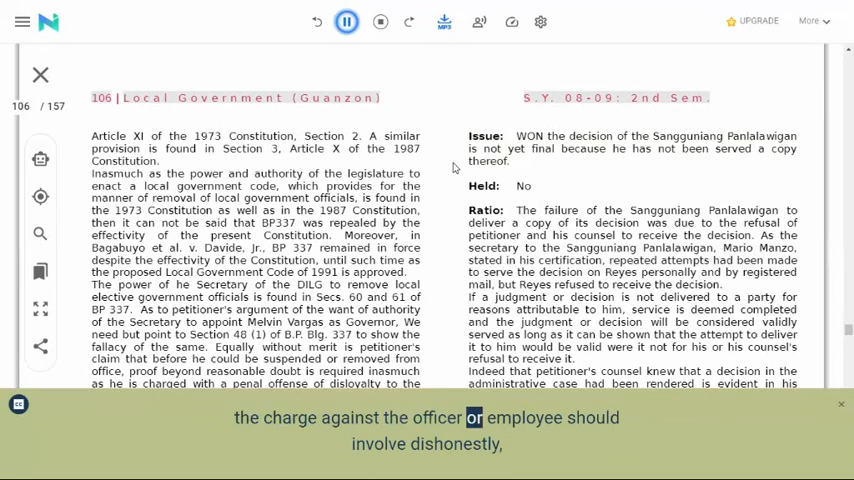 UPGRADE
More
MP3
106 / 157
106 | Local Government (Guanzon)
S.Y. 08-09: 2nd Sem.
Article XI of the 1973 Constitution, Section 2. A similar
provision is found in Section 3, Article X of the 1987
Constitution.
Inasmuch as the power and authority of the legislature to
enact a local government code, which provides for the
manner of removal of local government officials, is found in
the 1973 Constitution as well as in the 1987 Constitution,
then it can not be said that BP337 was repealed by the
effectivity of the present Constitution. Moreover, in
Bagabuyo et al. v. Davide, Jr., BP 337 remained in force
despite the effectivity of the Constitution, until such time as
the proposed Local Government Code of 1991 is approved.
The power of he Secretary of the DILG to remove local
elective government officials is found in Secs. 60 and 61 of
BP 337. As to petitioner's argument of the want of authority
of the Secretary to appoint Melvin Vargas as Governor, We
need but point to Section 48 (1) of B.P. Blg. 337 to show the
fallacy of the same. Equally without merit is petitioner's
claim that before he could be suspended or removed from
office, proof beyond reasonable doubt is required inasmuch
as he is charged with a penal offense of disloyalty to the
Issue: WON the decision of the Sangguniang Panlalawigan
is not yet final because he has not been served a copy
thereof.
Held: No
Ratio: The failure of the Sangguniang Panlalawigan to
deliver a copy of its decision was due to the refusal of
petitioner and his counsel to receive the decision. As the
secretary to the Sangguniang Panlalawigan, Mario Manzo,
stated in his certification, repeated attempts had been made
to serve the decision on Reyes personally and by registered
mail, but Reyes refused to receive the decision.
If a judgment or decision is not delivered to a party for
reasons attributable to him, service is deemed completed
and the judgment or decision will be considered validly
served as long as it can be shown that the attempt to deliver
it to him would be valid were it not for his or his counsel's
refusal to receive it.
Indeed that petitioner's counsel knew that a decision in the
administrative case had been rendered is evident in his
the charge against the officer or employee should
involve dishonestly,